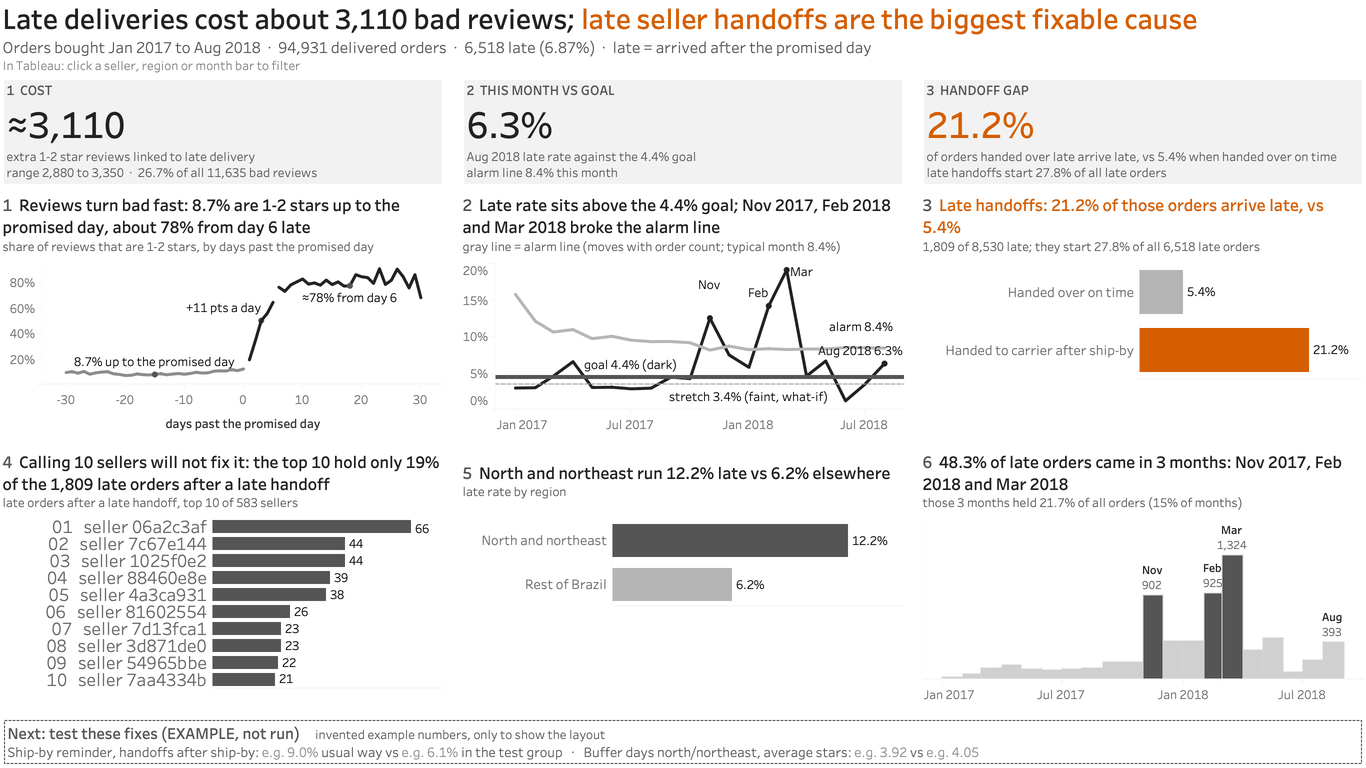 Late deliveries cost about 3,110 bad reviews; late seller handoffs are the biggest fixable cause
Orders bought Jan 2017 to Aug 2018 · 94,931 delivered orders · 6,518 late (6.87%) · late = arrived after the promised day
In Tableau: click a seller, region or month bar to filter
1 COST
≈3,110
extra 1-2 star reviews linked to late delivery
range 2,880 to 3,350 · 26.7% of all 11,635 bad reviews
2 THIS MONTH VS GOAL
6.3%
Aug 2018 late rate against the 4.4% goal
alarm line 8.4% this month
3 HANDOFF GAP
21.2%
of orders handed over late arrive late, vs 5.4% when handed over on time
late handoffs start 27.8% of all late orders
1 Reviews turn bad fast: 8.7% are 1-2 stars up to the
promised day, about 78% from day 6 late
share of reviews that are 1-2 stars, by days past the promised day
80%
60%
40%
20%
+11 pts a day
≈78% from day 6
8.7% up to the promised day
-30
-20
-10
0
10
20
30
days past the promised day
2 Late rate sits above the 4.4% goal; Nov 2017, Feb 2018
and Mar 2018 broke the alarm line
gray line = alarm line (moves with order count; typical month 8.4%)
20%
15%
10%
5%
0%
Nov
Feb
Mar
alarm 8.4%
Aug 2018 6.3%
goal 4.4% (dark)
stretch 3.4% (faint, what-if)
Jan 2017
Jul 2017
Jan 2018
Jul 2018
3 Late handoffs: 21.2% of those orders arrive late, vs
5.4%
1,809 of 8,530 late; they start 27.8% of all 6,518 late orders
Handed over on time
5.4%
Handed to carrier after ship-by
21.2%
4 Calling 10 sellers will not fix it: the top 10 hold only 19%
of the 1,809 late orders after a late handoff
late orders after a late handoff, top 10 of 583 sellers
01 seller 06a2c3af 66
02 seller 7c67e144 44
03 seller 1025f0e2 44
04 seller 88460e8e 39
05 seller 4a3ca931 38
06 seller 81602554 26
07 seller 7d13fca1 23
08 seller 3d871de0 23
09 seller 54965bbe 22
10 seller 7aa4334b 21
5 North and northeast run 12.2% late vs 6.2% elsewhere
late rate by region
North and northeast
12.2%
Rest of Brazil
6.2%
6 48.3% of late orders came in 3 months: Nov 2017, Feb
2018 and Mar 2018
those 3 months held 21.7% of all orders (15% of months)
Nov
902
Feb
925
Mar
1,324
Aug
393
Jan 2017
Jul 2017
Jan 2018
Jul 2018
Next: test these fixes (EXAMPLE, not run) invented example numbers, only to show the layout
Ship-by reminder, handoffs after ship-by: e.g. 9.0% usual way vs e.g. 6.1% in the test group · Buffer days north/northeast, average stars: e.g. 3.92 vs e.g. 4.05